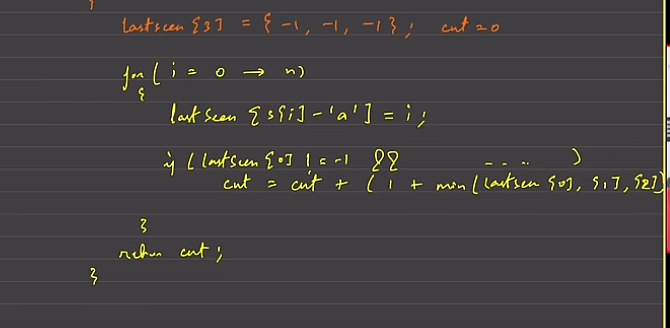 {
lastseen [3] = { -1, -1, -1 }; cnt = 0
for ( i = 0 → n)
{
lastseen [s[i] - 'a'] = i;
if ( lastseen [0] != -1 && - - .. )
cnt = cnt + ( 1 + min ( lastseen [0], [1], [2])
}
return cnt;
}